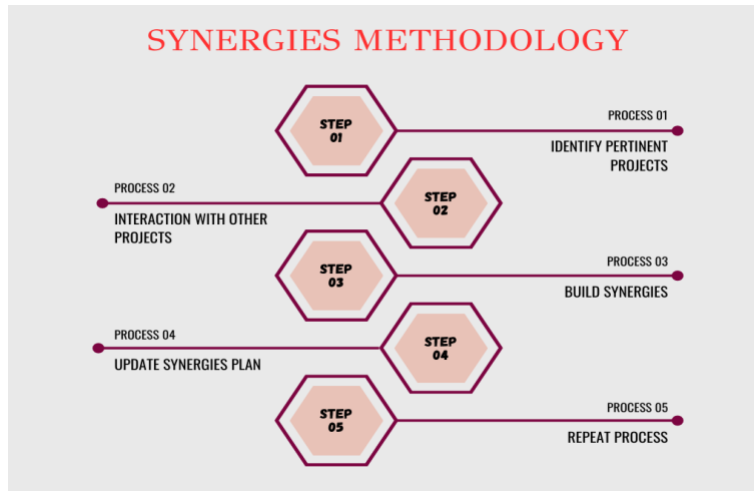 SYNERGIES METHODOLOGY
STEP
01
PROCESS 01
IDENTIFY PERTINENT
PROJECTS
PROCESS 02
INTERACTION WITH OTHER
PROJECTS
STEP
02
STEP
03
PROCESS 03
BUILD SYNERGIES
PROCESS 04
UPDATE SYNERGIES PLAN
STEP
04
STEP
05
PROCESS 05
REPEAT PROCESS